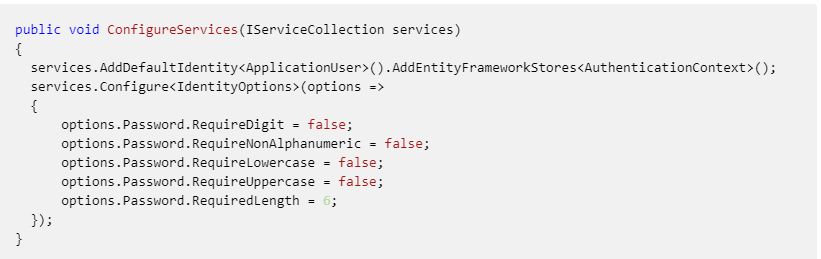 public void ConfigureServices(IServiceCollection services)
{
  services.AddDefaultIdentity<ApplicationUser>().AddEntityFrameworkStores<AuthenticationContext>();
  services.Configure<IdentityOptions>(options =>
  {
      options.Password.RequireDigit = false;
      options.Password.RequireNonAlphanumeric = false;
      options.Password.RequireLowercase = false;
      options.Password.RequireUppercase = false;
      options.Password.RequiredLength = 6;
  });
}